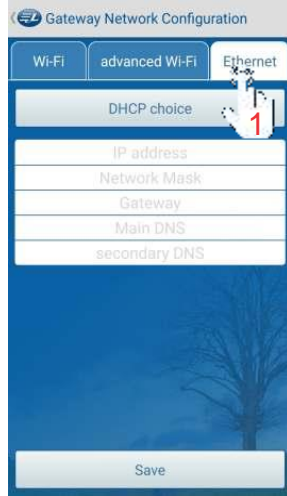 Gateway Network Configuration
Wi-Fi
advanced Wi-Fi
Ethernet
DHCP choice
1
IP address
Network Mask
Gateway
Main DNS
secondary DNS
Save